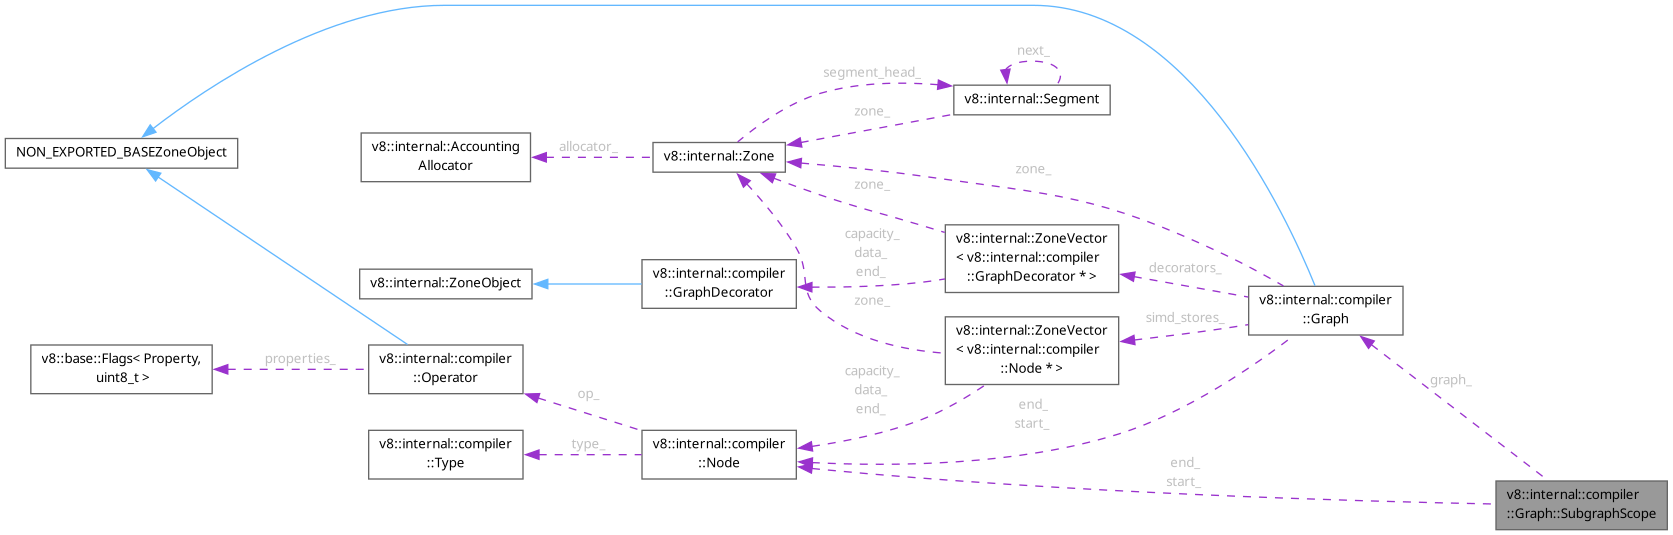 next_
segment_head_
v8::internal::Segment
zone_
v8::internal::Accounting
Allocator
allocator_
v8::internal::Zone
NON_EXPORTED_BASEZoneObject
zone_
zone_
capacity_
data_
end_
v8::internal::ZoneVector
< v8::internal::compiler
::GraphDecorator * >
decorators_
v8::internal::ZoneObject
v8::internal::compiler
::GraphDecorator
zone_
v8::internal::compiler
::Graph
simd_stores_
v8::internal::ZoneVector
< v8::internal::compiler
::Node * >
v8::base::Flags< Property,
uint8_t >
properties_
v8::internal::compiler
::Operator
capacity_
data_
end_
graph_
op_
end_
start_
v8::internal::compiler
::Type
type_
v8::internal::compiler
::Node
end_
start_
v8::internal::compiler
::Graph::SubgraphScope